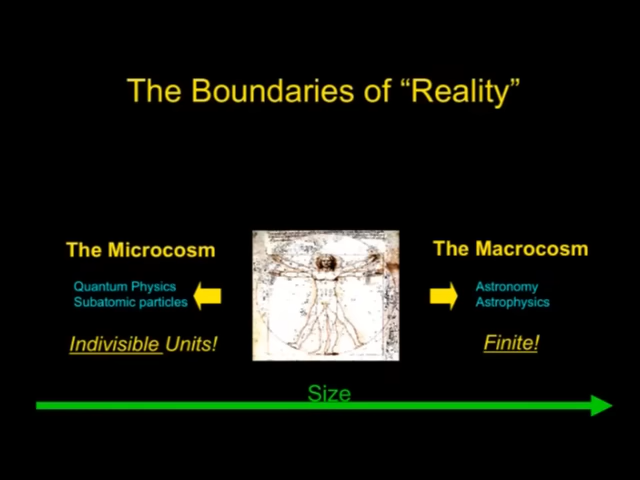 The Boundaries of “Reality”
The Microcosm
The Macrocosm
Quantum Physics
Subatomic particles
Astronomy
Astrophysics
Indivisible Units!
Finite!
Size